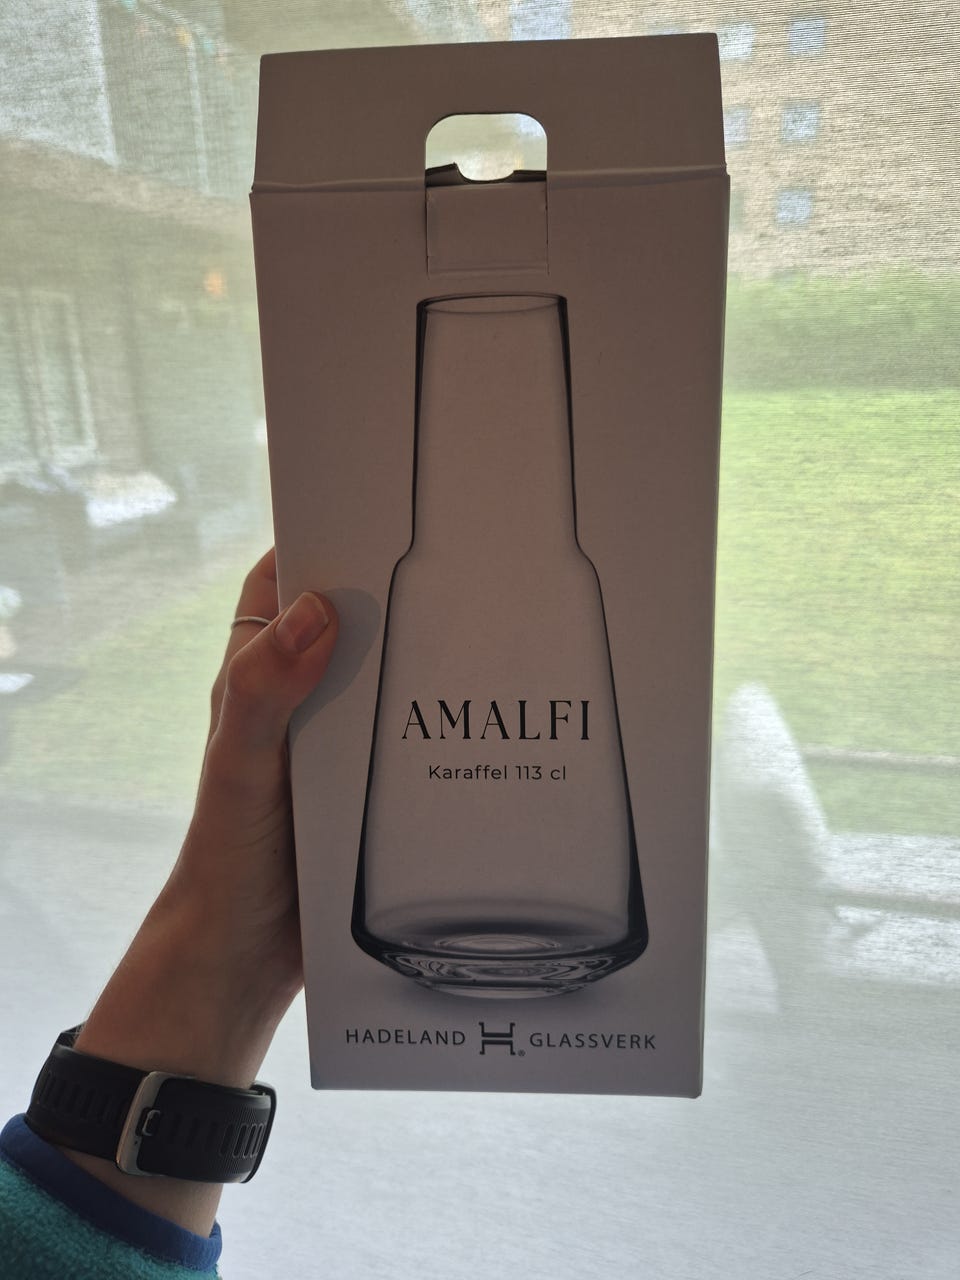 AMALFI
Karaffel 113 cl
HADELAND H® GLASSVERK